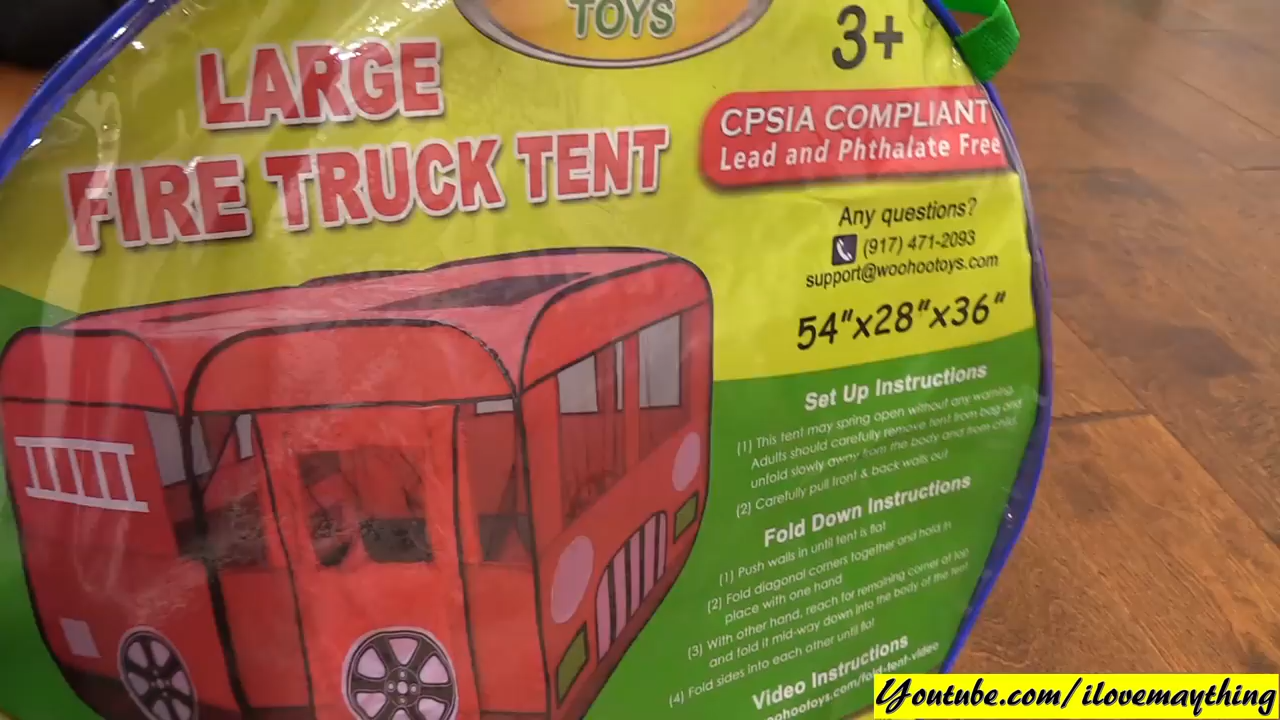 TOYS
LARGE
FIRE TRUCK TENT
3+
CPSIA COMPLIANT
Lead and Phthalate Free
Any questions?
(917) 471-2093
support@woohootoys.com
54"x28"x36"
Set Up Instructions
(1) This tent may spring open without any warning.
Adults should carefully remove tent from bag and
unfold slowly away from the body and from child.
(2) Carefully pull front & back walls out
Fold Down Instructions
(1) Push walls in until tent is flat
(2) Fold diagonal corners together and hold in
place with one hand
(3) With other hand, reach for remaining corner at top
and fold it mid-way down into the body of the tent
(4) Fold sides into each other until flat
Video Instructions
woohootoys.com/fold-tent-video
Youtube.com/ilovemaything